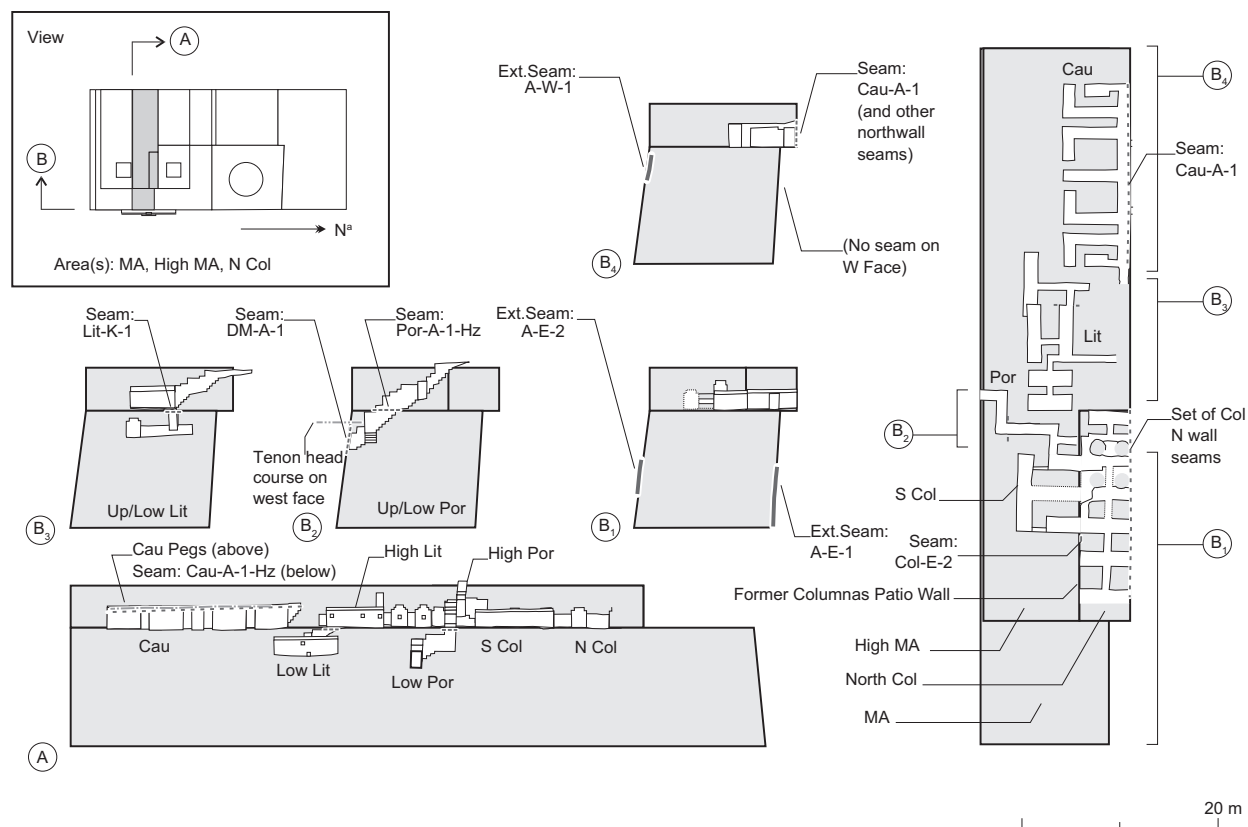 View
A
B
Nª
Area(s): MA, High MA, N Col
Ext.Seam:
A-W-1
Seam:
Cau-A-1
(and other
northwall
seams)
(No seam on
W Face)
B4
Seam:
Lit-K-1
Up/Low Lit
B3
Seam:
DM-A-1
Seam:
Por-A-1-Hz
Tenon head
course on
west face
Up/Low Por
B2
Ext.Seam:
A-E-2
B1
Ext.Seam:
A-E-1
Cau Pegs (above)
Seam: Cau-A-1-Hz (below)
High Lit
High Por
Cau
Low Lit
Low Por
S Col
N Col
A
Cau
B4
Seam:
Cau-A-1
B3
Lit
Por
B2
Set of Col
N wall
seams
S Col
Seam:
Col-E-2
B1
Former Columnas Patio Wall
High MA
North Col
MA
20 m